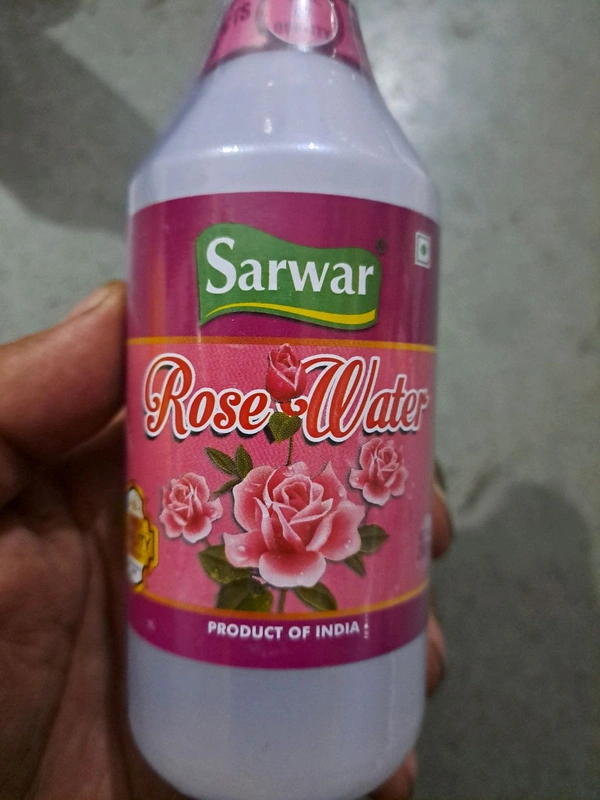 Sarwar®
Rose Water
PRODUCT OF INDIA